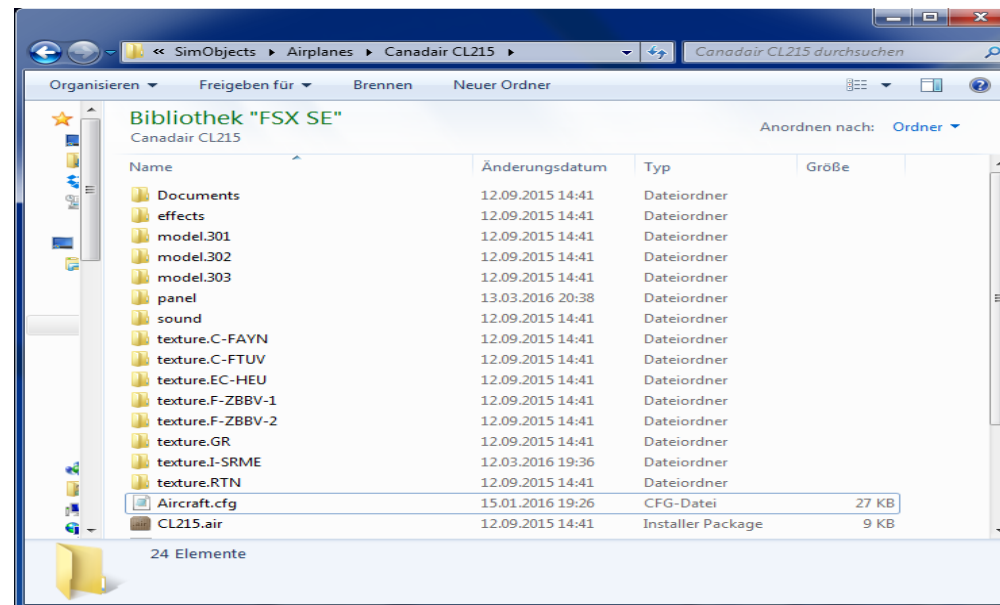 « SimObjects ▸ Airplanes ▸ Canadair CL215 ▸
Canadair CL215 durchsuchen
Organisieren Freigeben für Brennen Neuer Ordner
Bibliothek "FSX SE"
Canadair CL215
Anordnen nach: Ordner
Name Änderungsdatum Typ Größe
Documents 12.09.2015 14:41 Dateiordner
effects 12.09.2015 14:41 Dateiordner
model.301 12.09.2015 14:41 Dateiordner
model.302 12.09.2015 14:41 Dateiordner
model.303 12.09.2015 14:41 Dateiordner
panel 13.03.2016 20:38 Dateiordner
sound 12.09.2015 14:41 Dateiordner
texture.C-FAYN 12.09.2015 14:41 Dateiordner
texture.C-FTUV 12.09.2015 14:41 Dateiordner
texture.EC-HEU 12.09.2015 14:41 Dateiordner
texture.F-ZBBV-1 12.09.2015 14:41 Dateiordner
texture.F-ZBBV-2 12.09.2015 14:41 Dateiordner
texture.GR 12.09.2015 14:41 Dateiordner
texture.I-SRME 12.03.2016 19:36 Dateiordner
texture.RTN 12.09.2015 14:41 Dateiordner
Aircraft.cfg 15.01.2016 19:26 CFG-Datei 27 KB
CL215.air 12.09.2015 14:41 Installer Package 9 KB
24 Elemente